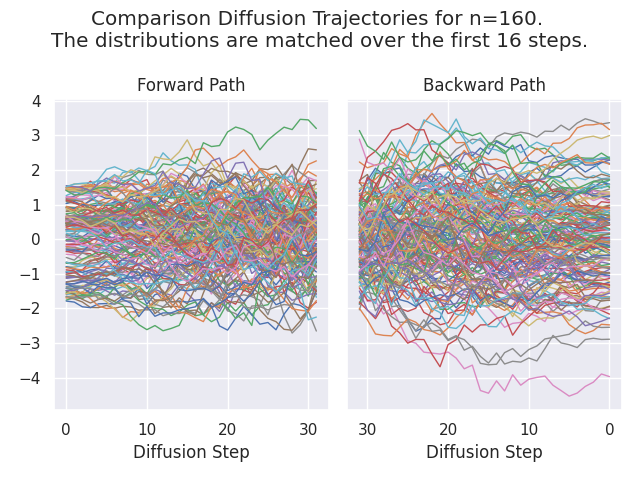 Comparison Diffusion Trajectories for n=160.
The distributions are matched over the first 16 steps.
Forward Path
Backward Path
4
3
2
1
0
−1
−2
−3
−4
0 10 20 30
30 20 10 0
Diffusion Step
Diffusion Step